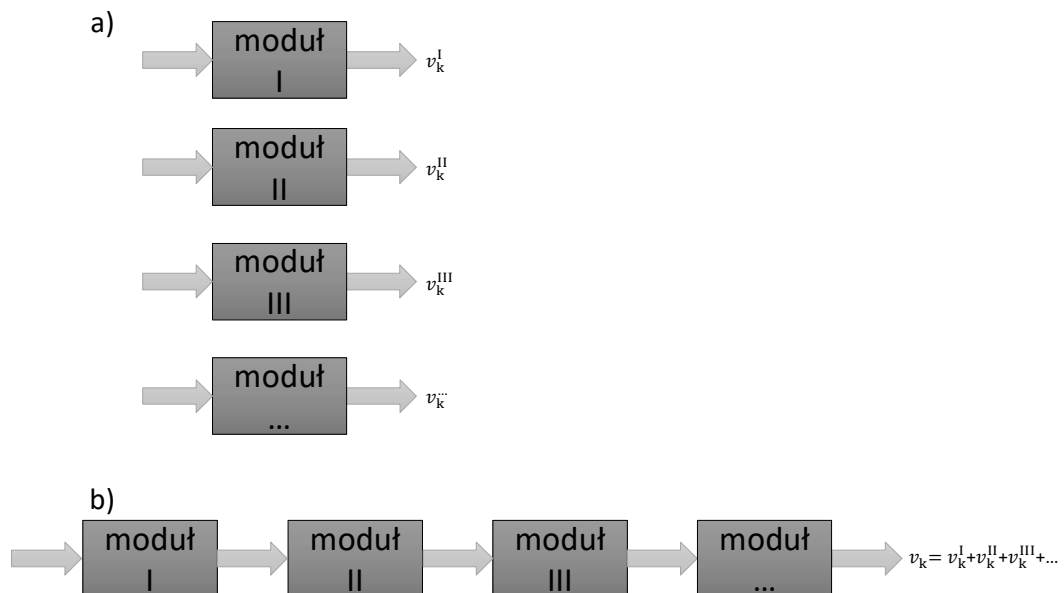 a)
moduł
I
v_k^I
moduł
II
v_k^II
moduł
III
v_k^III
moduł
...
v_k^...
b)
moduł
I
moduł
II
moduł
III
moduł
...
v_k= v_k^I+v_k^II+v_k^III+...